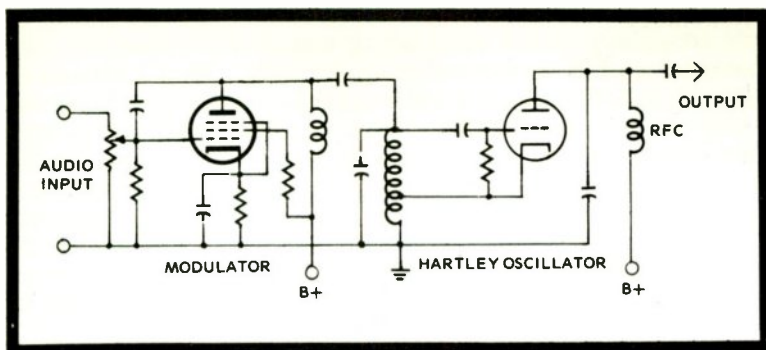 OUTPUT
RFC
AUDIO
INPUT
MODULATOR
HARTLEY OSCILLATOR
B+
B+